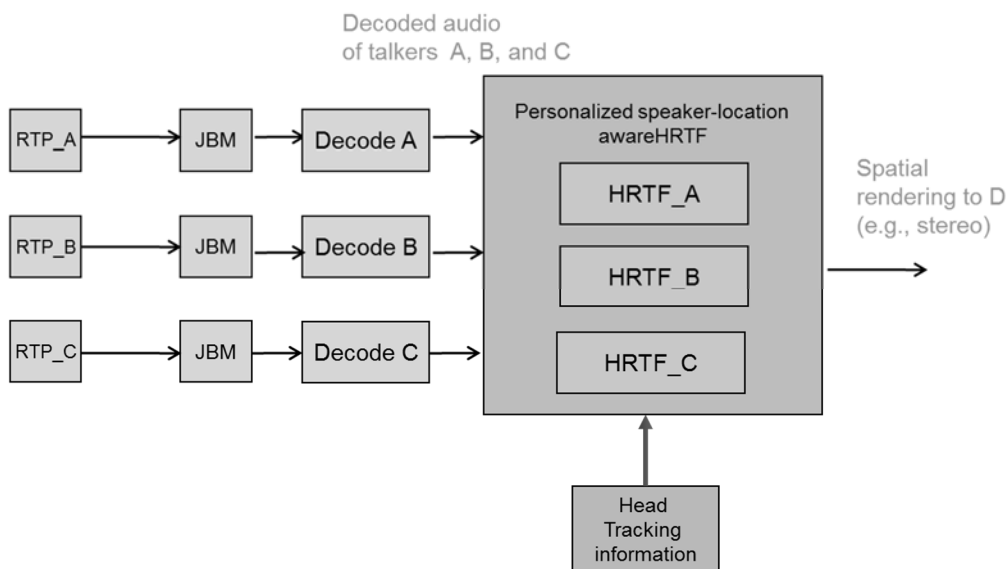 Decoded audio
of talkers A, B, and C
Personalized speaker-location
awareHRTF
RTP_A
JBM
Decode A
HRTF_A
Spatial
rendering to D
(e.g., stereo)
RTP_B
JBM
Decode B
HRTF_B
RTP_C
JBM
Decode C
HRTF_C
Head
Tracking
information